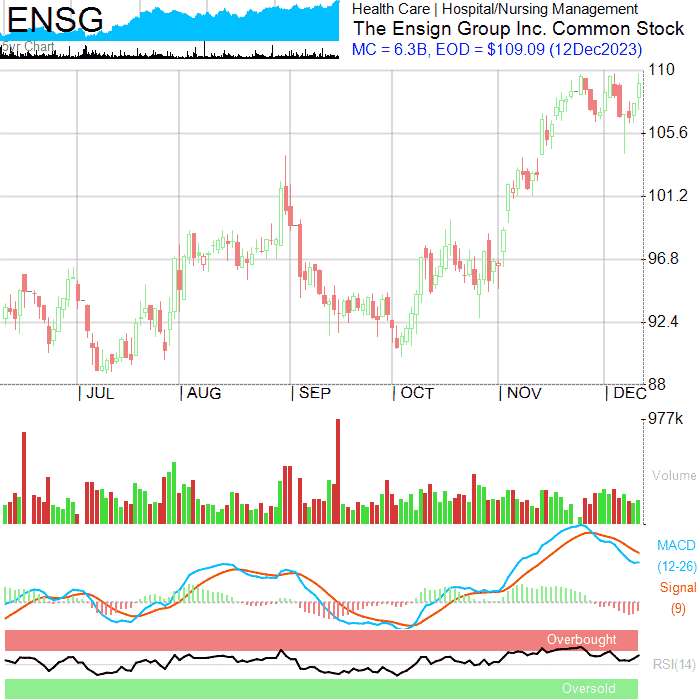 ENSG
5yr Chart
Health Care | Hospital/Nursing Management
The Ensign Group Inc. Common Stock
MC = 6.3B, EOD = $109.09 (12Dec2023)
110
105.6
101.2
96.8
92.4
88
JUL AUG SEP OCT NOV DEC
977k
Volume
MACD
(12-26)
Signal
(9)
Overbought
RSI(14)
Oversold